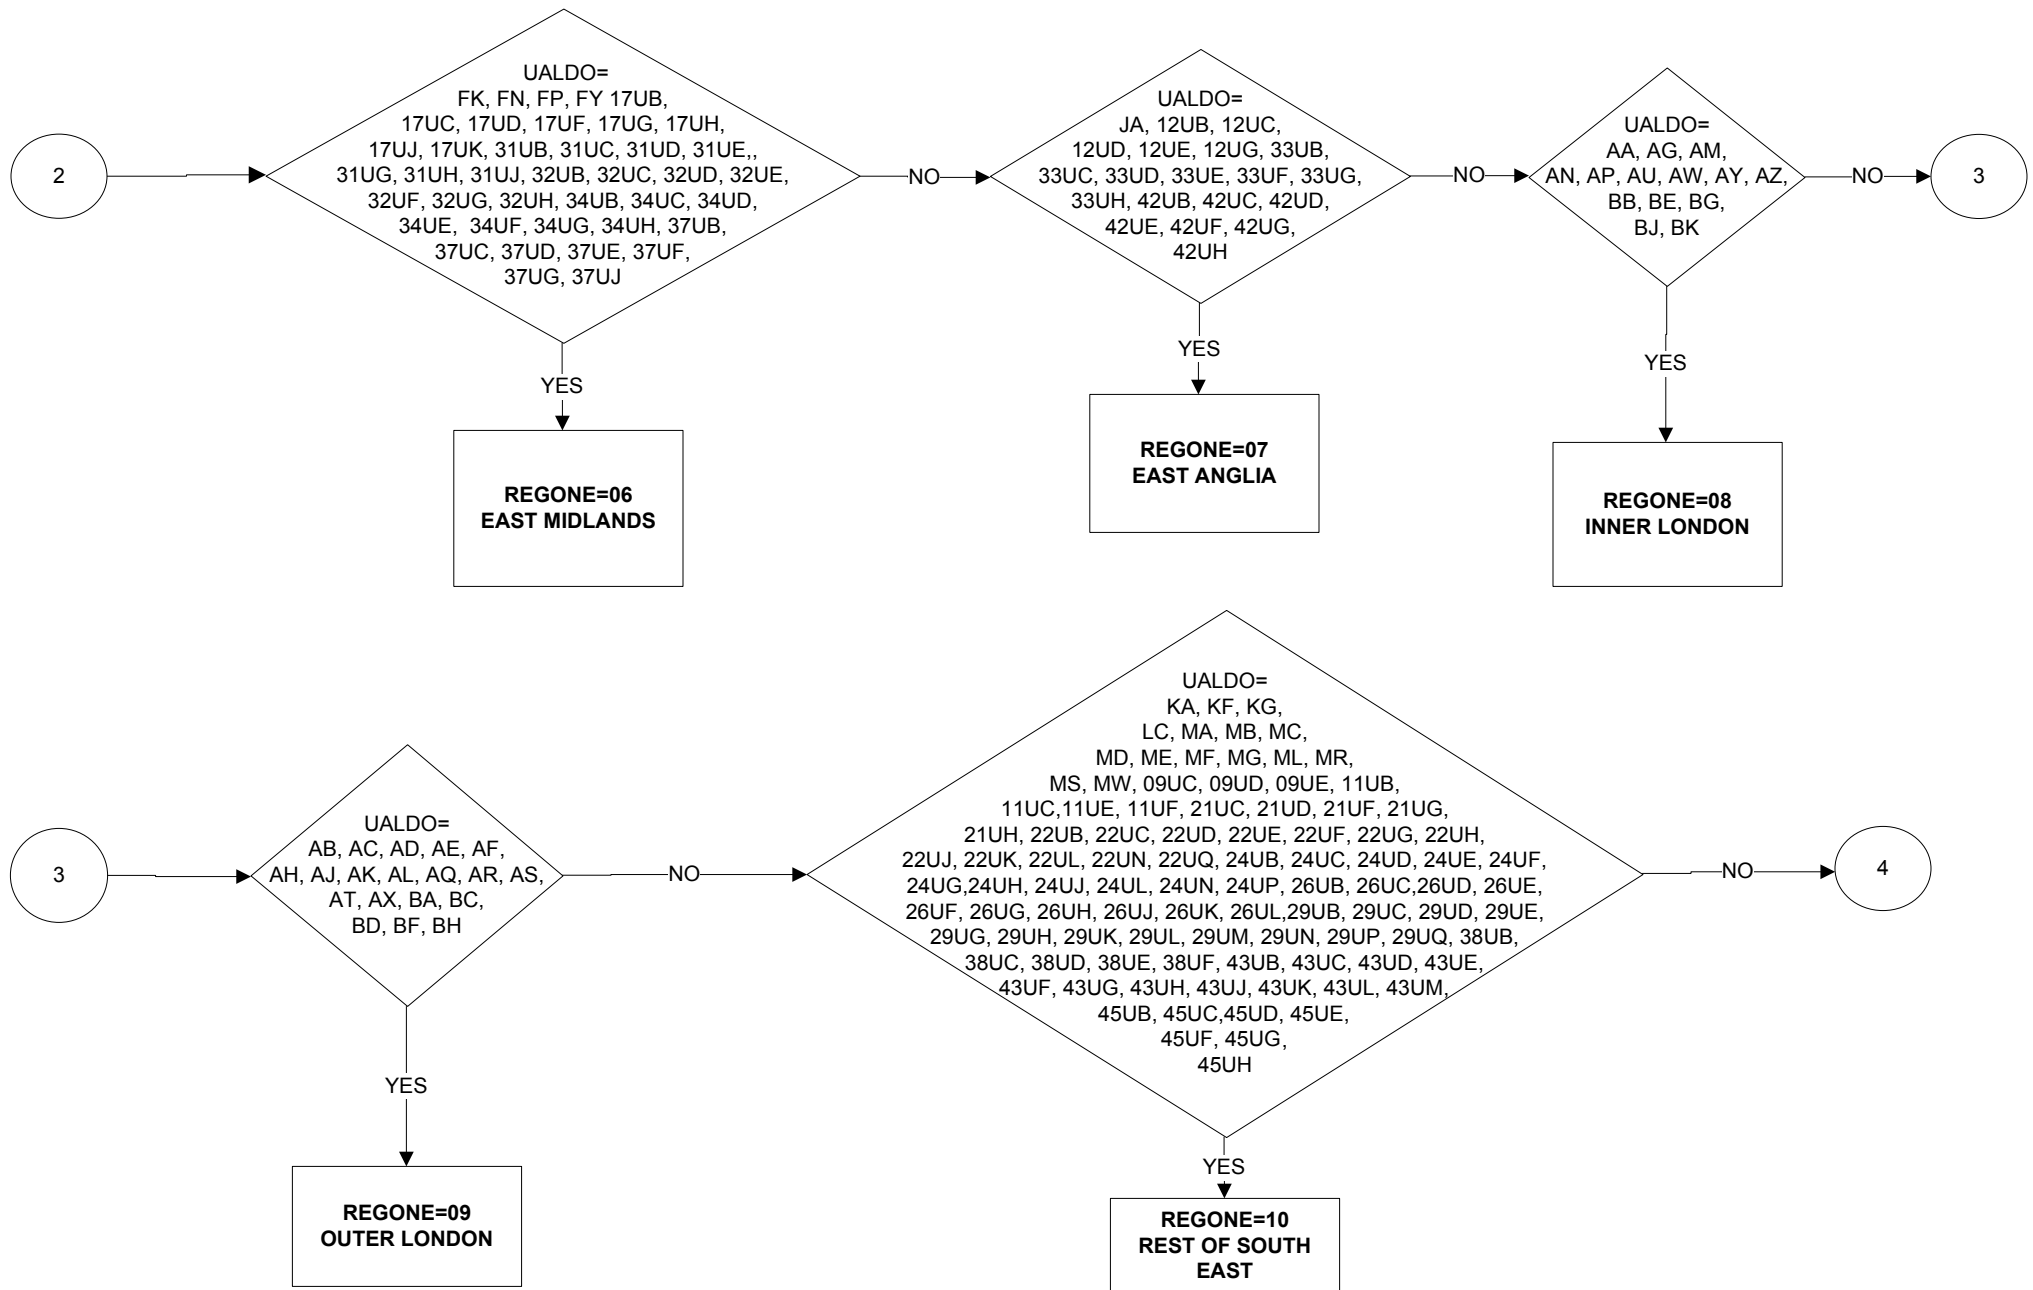 2
UALDO=
FK, FN, FP, FY 17UB,
17UC, 17UD, 17UF, 17UG, 17UH,
17UJ, 17UK, 31UB, 31UC, 31UD, 31UE,,
31UG, 31UH, 31UJ, 32UB, 32UC, 32UD, 32UE,
32UF, 32UG, 32UH, 34UB, 34UC, 34UD,
34UE, 34UF, 34UG, 34UH, 37UB,
37UC, 37UD, 37UE, 37UF,
37UG, 37UJ
NO
YES
REGONE=06
EAST MIDLANDS
UALDO=
JA, 12UB, 12UC,
12UD, 12UE, 12UG, 33UB,
33UC, 33UD, 33UE, 33UF, 33UG,
33UH, 42UB, 42UC, 42UD,
42UE, 42UF, 42UG,
42UH
NO
YES
REGONE=07
EAST ANGLIA
UALDO=
AA, AG, AM,
AN, AP, AU, AW, AY, AZ,
BB, BE, BG,
BJ, BK
NO
YES
REGONE=08
INNER LONDON
3
3
UALDO=
AB, AC, AD, AE, AF,
AH, AJ, AK, AL, AQ, AR, AS,
AT, AX, BA, BC,
BD, BF, BH
NO
YES
REGONE=09
OUTER LONDON
UALDO=
KA, KF, KG,
LC, MA, MB, MC,
MD, ME, MF, MG, ML, MR,
MS, MW, 09UC, 09UD, 09UE, 11UB,
11UC,11UE, 11UF, 21UC, 21UD, 21UF, 21UG,
21UH, 22UB, 22UC, 22UD, 22UE, 22UF, 22UG, 22UH,
22UJ, 22UK, 22UL, 22UN, 22UQ, 24UB, 24UC, 24UD, 24UE, 24UF,
24UG,24UH, 24UJ, 24UL, 24UN, 24UP, 26UB, 26UC,26UD, 26UE,
26UF, 26UG, 26UH, 26UJ, 26UK, 26UL,29UB, 29UC, 29UD, 29UE,
29UG, 29UH, 29UK, 29UL, 29UM, 29UN, 29UP, 29UQ, 38UB,
38UC, 38UD, 38UE, 38UF, 43UB, 43UC, 43UD, 43UE,
43UF, 43UG, 43UH, 43UJ, 43UK, 43UL, 43UM,
45UB, 45UC,45UD, 45UE,
45UF, 45UG,
45UH
NO
YES
REGONE=10
REST OF SOUTH
EAST
4